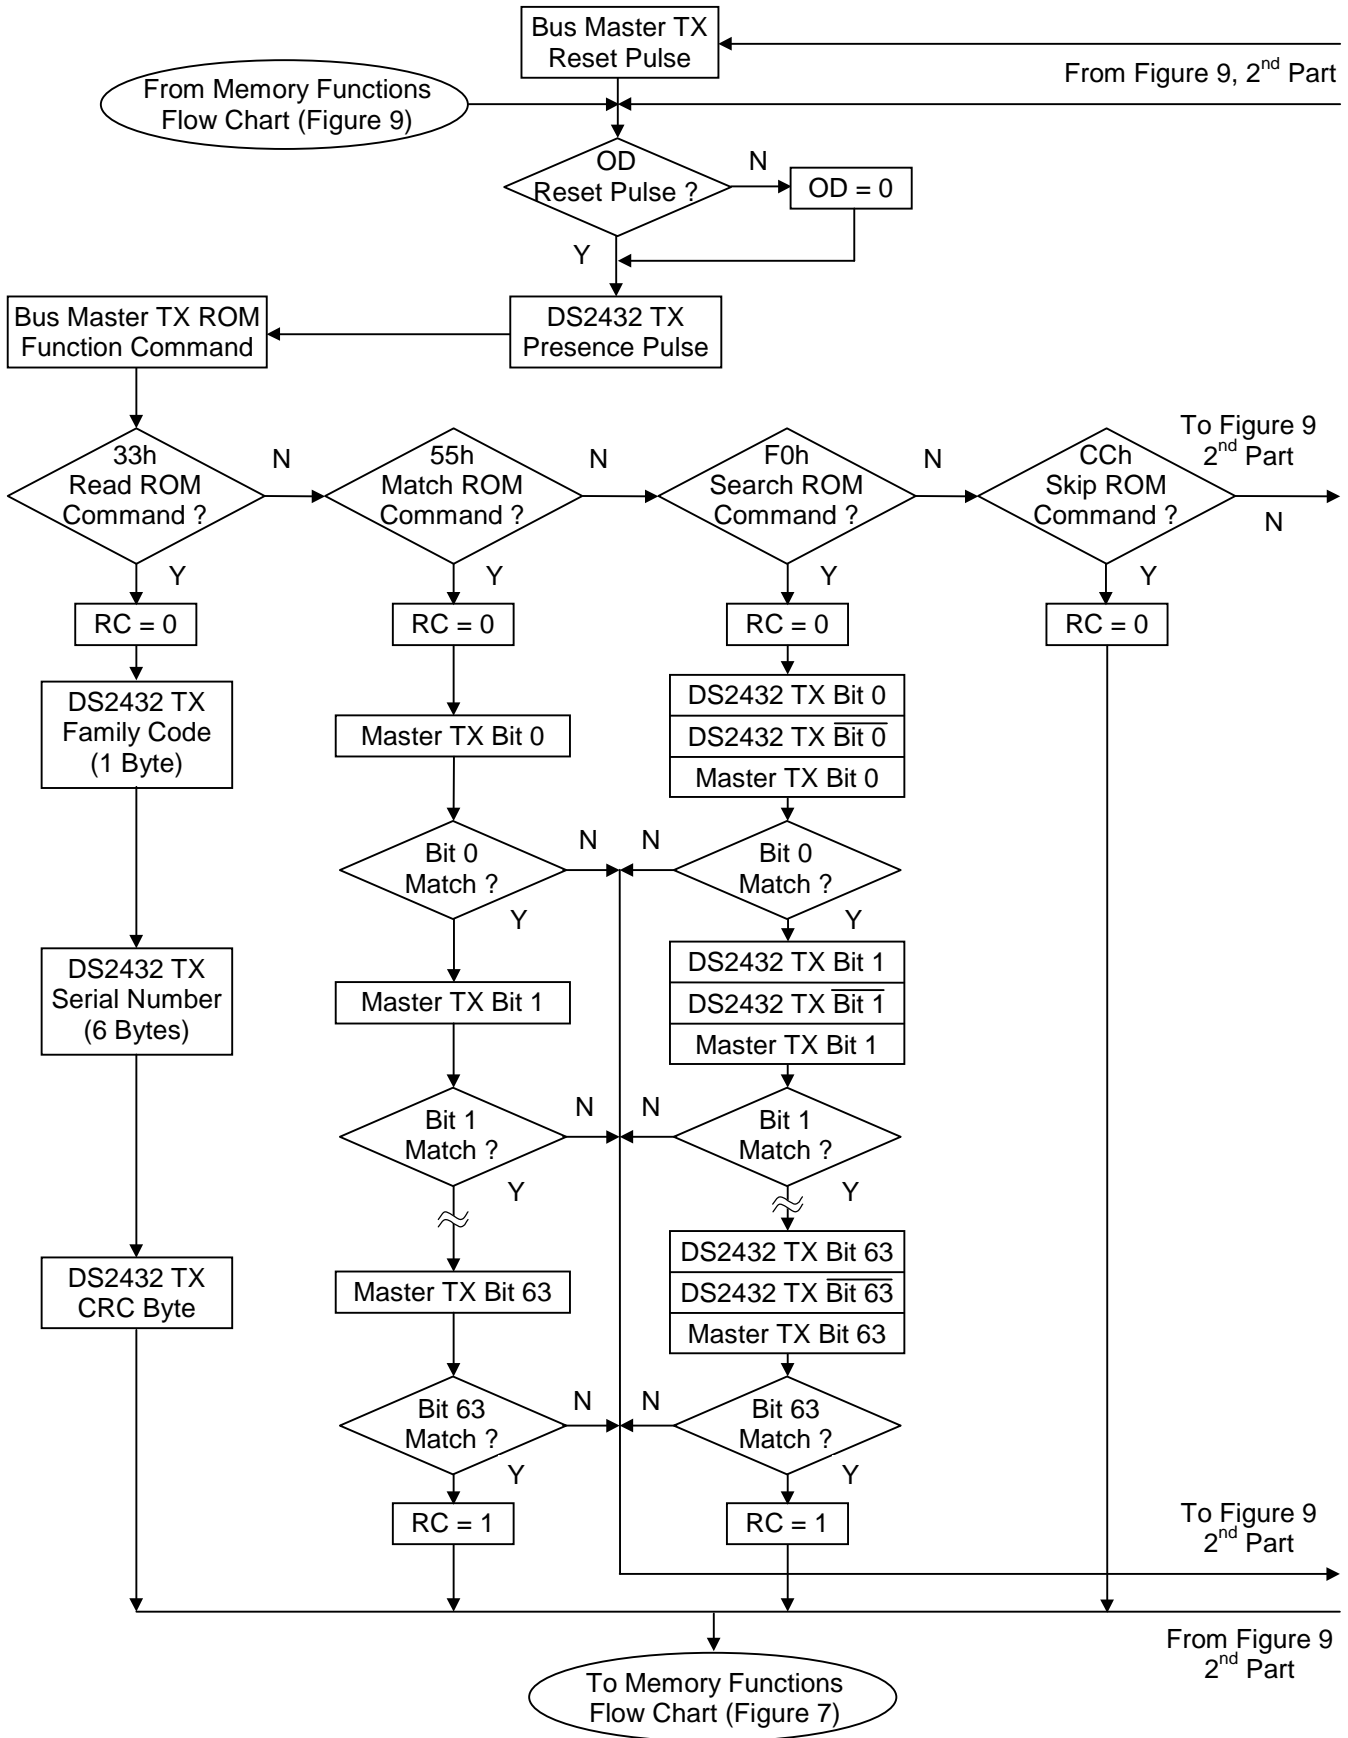 Bus Master TX
Reset Pulse
From Figure 9, 2nd Part
From Memory Functions
Flow Chart (Figure 9)
OD
Reset Pulse ?
N
OD = 0
Y
Bus Master TX ROM
Function Command
DS2432 TX
Presence Pulse
33h
Read ROM
Command ?
N
Y
55h
Match ROM
Command ?
N
Y
F0h
Search ROM
Command ?
N
Y
CCh
Skip ROM
Command ?
To Figure 9
2nd Part
N
Y
RC = 0
RC = 0
RC = 0
RC = 0
DS2432 TX
Family Code
(1 Byte)
Master TX Bit 0
DS2432 TX Bit 0
DS2432 TX Bit 0
Master TX Bit 0
Bit 0
Match ?
N
Y
N
Bit 0
Match ?
Y
DS2432 TX
Serial Number
(6 Bytes)
Master TX Bit 1
DS2432 TX Bit 1
DS2432 TX Bit 1
Master TX Bit 1
Bit 1
Match ?
N
Y
N
Bit 1
Match ?
Y
DS2432 TX
CRC Byte
Master TX Bit 63
DS2432 TX Bit 63
DS2432 TX Bit 63
Master TX Bit 63
Bit 63
Match ?
N
Y
N
Bit 63
Match ?
Y
RC = 1
RC = 1
To Figure 9
2nd Part
From Figure 9
2nd Part
To Memory Functions
Flow Chart (Figure 7)